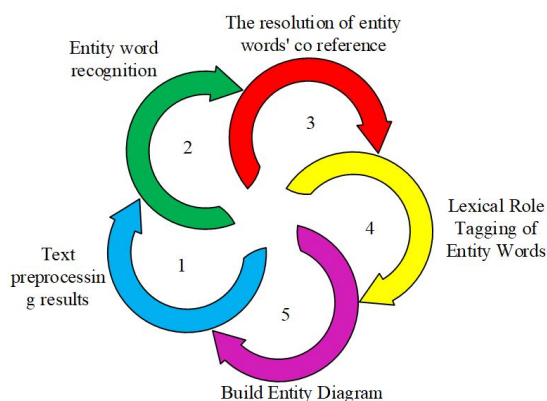 The resolution of entity
words' co reference
Entity word
recognition
3
2
Lexical Role
Tagging of
Entity Words
4
Text
preprocessin
g results
1
5
Build Entity Diagram